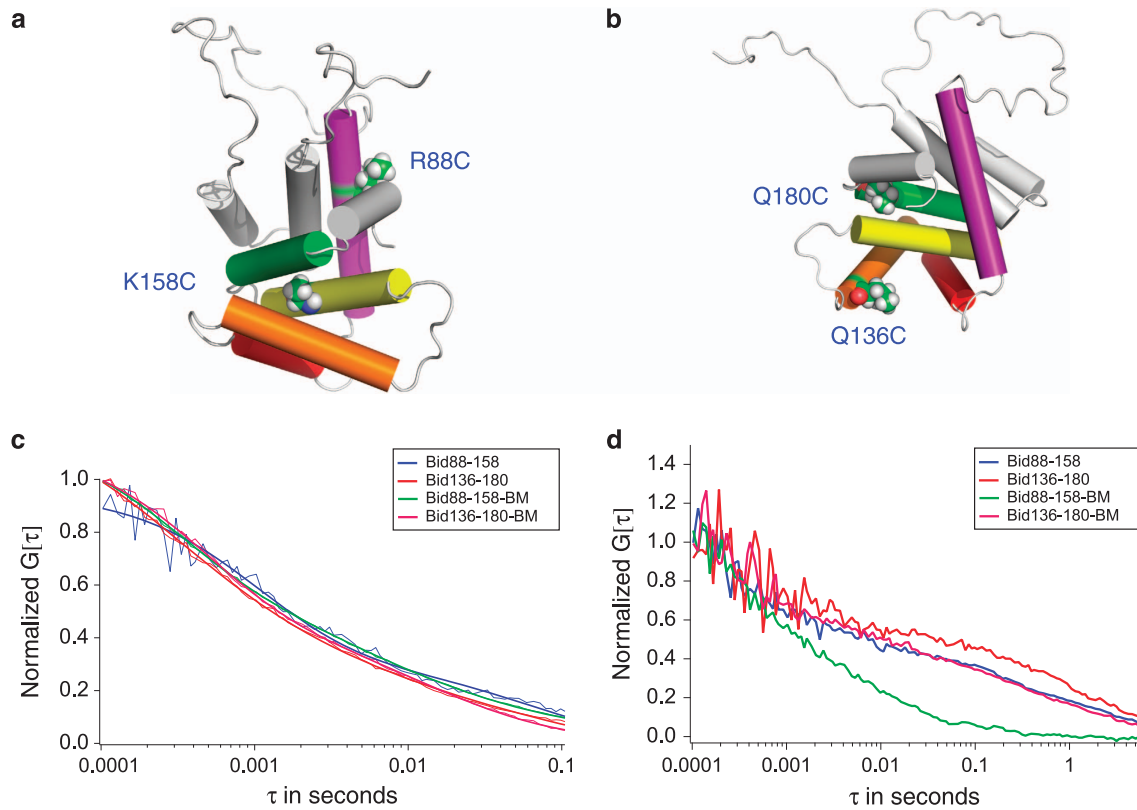 a
b
R88C
K158C
Q180C
Q136C
c
Bid88-158
Bid136-180
Bid88-158-BM
Bid136-180-BM
1.0
0.8
0.6
0.4
0.2
0.0
Normalized G[τ]
0.0001
0.001
0.01
0.1
τ in seconds
d
Bid88-158
Bid136-180
Bid88-158-BM
Bid136-180-BM
1.4
1.2
1.0
0.8
0.6
0.4
0.2
0.0
Normalized G[τ]
0.0001
0.001
0.01
0.1
1
τ in seconds